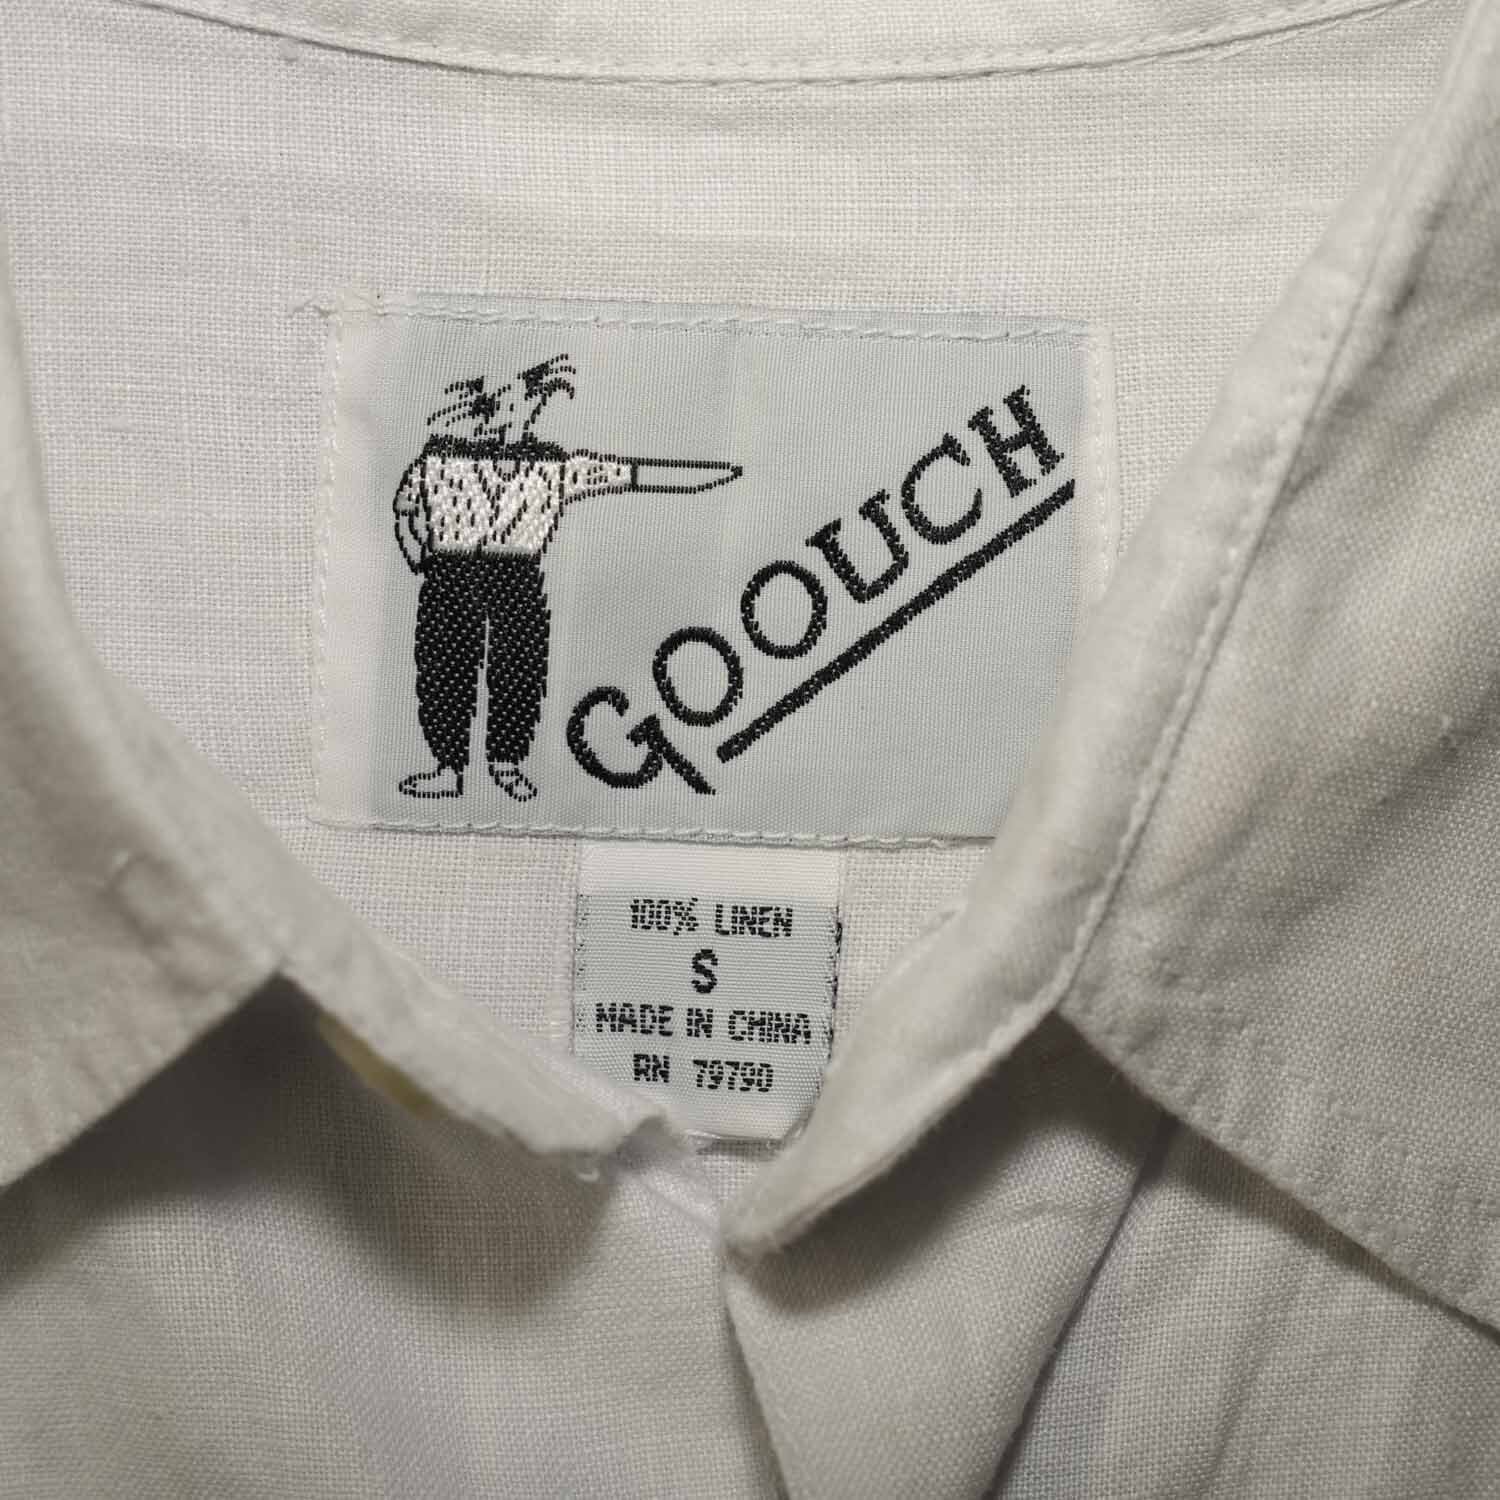 GOOUCH
100% LINEN
S
MADE IN CHINA
RN 79790